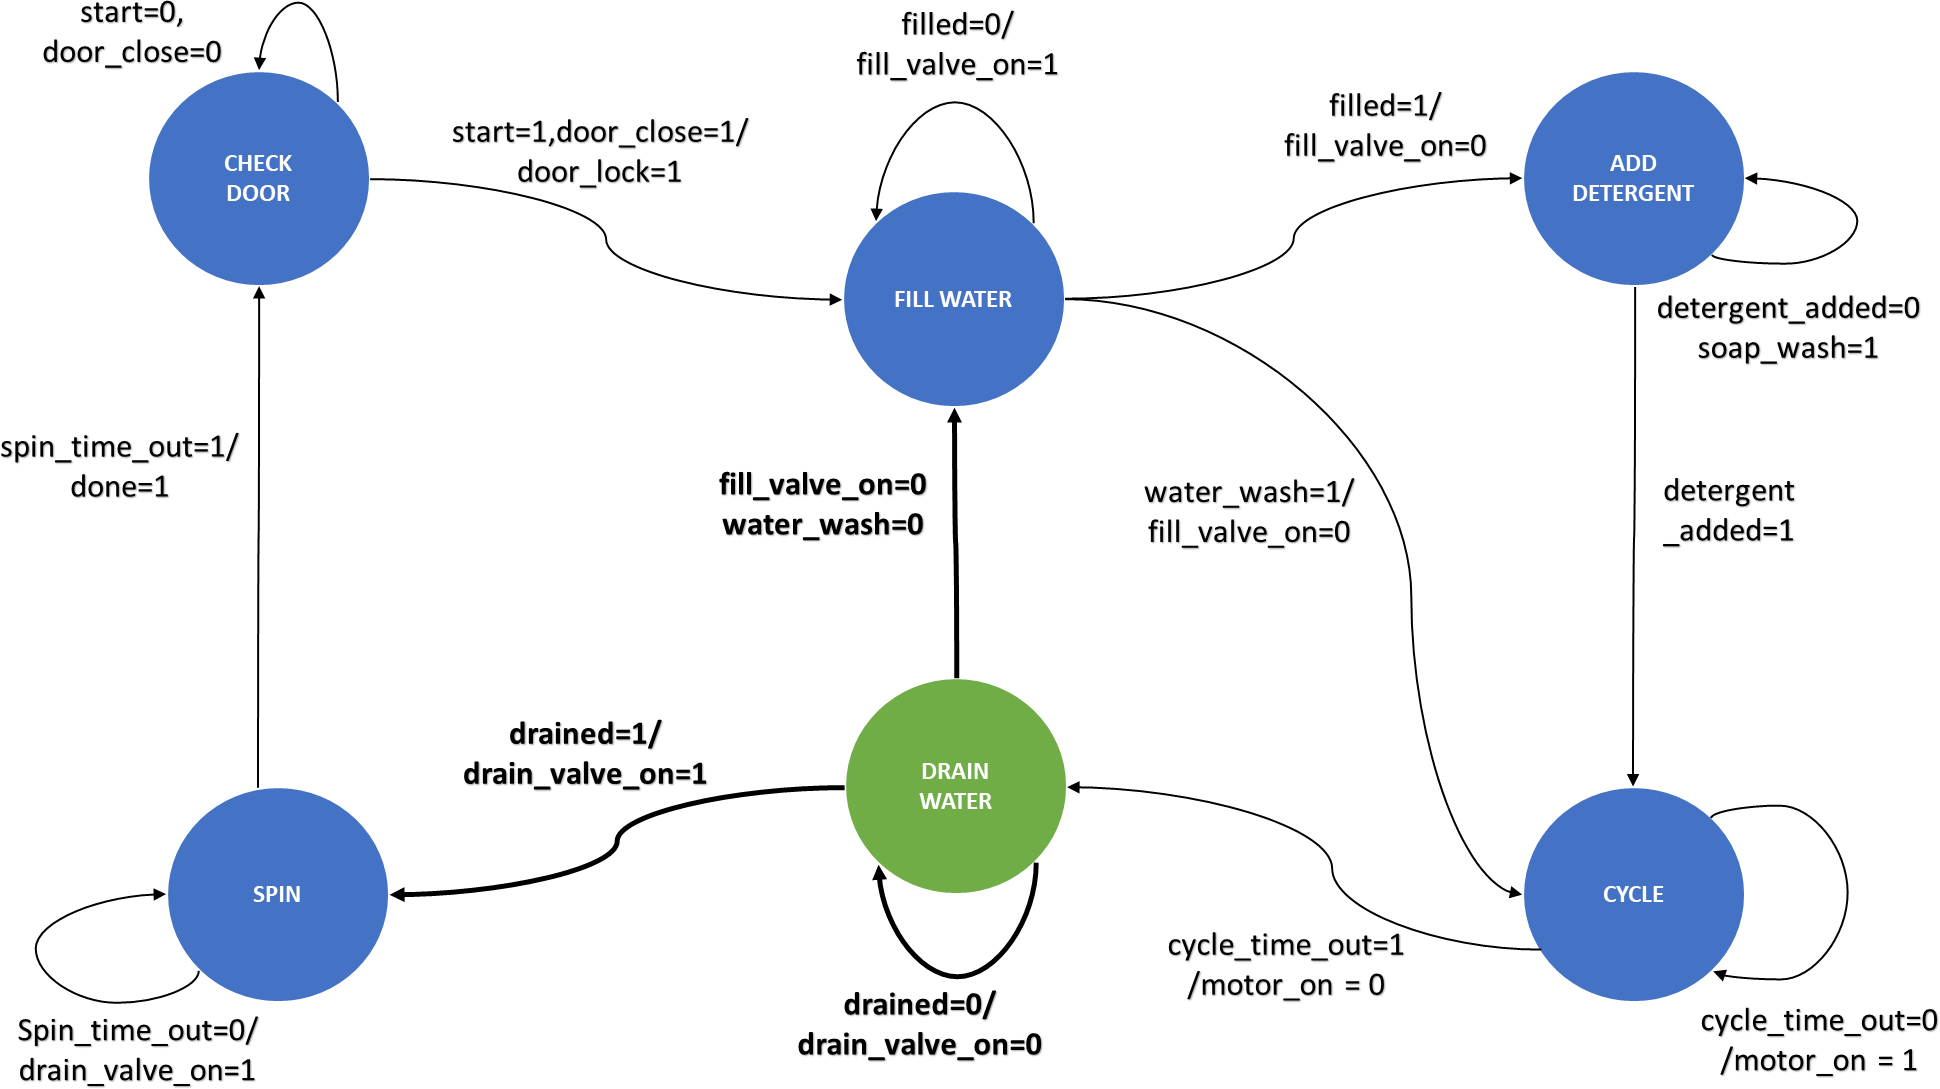 start=0,
door_close=0
filled=0/
fill_valve_on=1
filled=1/
fill_valve_on=0
start=1,door_close=1/
door_lock=1
CHECK
DOOR
ADD
DETERGENT
FILL WATER
detergent_added=0
soap_wash=1
spin_time_out=1/
done=1
fill_valve_on=0
water_wash=0
water_wash=1/
fill_valve_on=0
detergent
_added=1
drained=1/
drain_valve_on=1
DRAIN
WATER
SPIN
CYCLE
cycle_time_out=1
/motor_on = 0
drained=0/
drain_valve_on=0
Spin_time_out=0/
drain_valve_on=1
cycle_time_out=0
/motor_on = 1